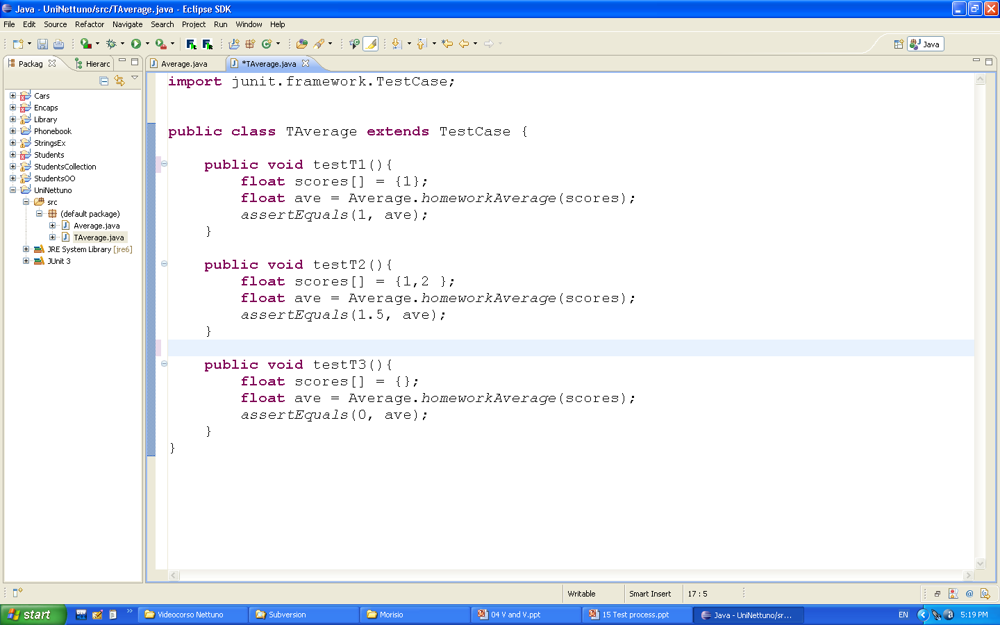 Java - UniNettuno/src/TAverage.java - Eclipse SDK
File Edit Source Refactor Navigate Search Project Run Window Help
Java
Packag Hierarc
Average.java *TAverage.java
Cars
Encaps
Library
Phonebook
StringsEx
Students
StudentsCollection
StudentsOO
UniNettuno
src
(default package)
Average.java
TAverage.java
JRE System Library [jre6]
JUnit 3
import junit.framework.TestCase;
public class TAverage extends TestCase {
public void testT1(){
float scores[] = {1};
float ave = Average.homeworkAverage(scores);
assertEquals(1, ave);
}
public void testT2(){
float scores[] = {1,2 };
float ave = Average.homeworkAverage(scores);
assertEquals(1.5, ave);
}
public void testT3(){
float scores[] = {};
float ave = Average.homeworkAverage(scores);
assertEquals(0, ave);
}
}
Writable Smart Insert 17 : 5
start Videocorso Nettuno Subversion Morisio 04 V and V.ppt 15 Test process.ppt Java - UniNettuno/sr... EN 5:19 PM